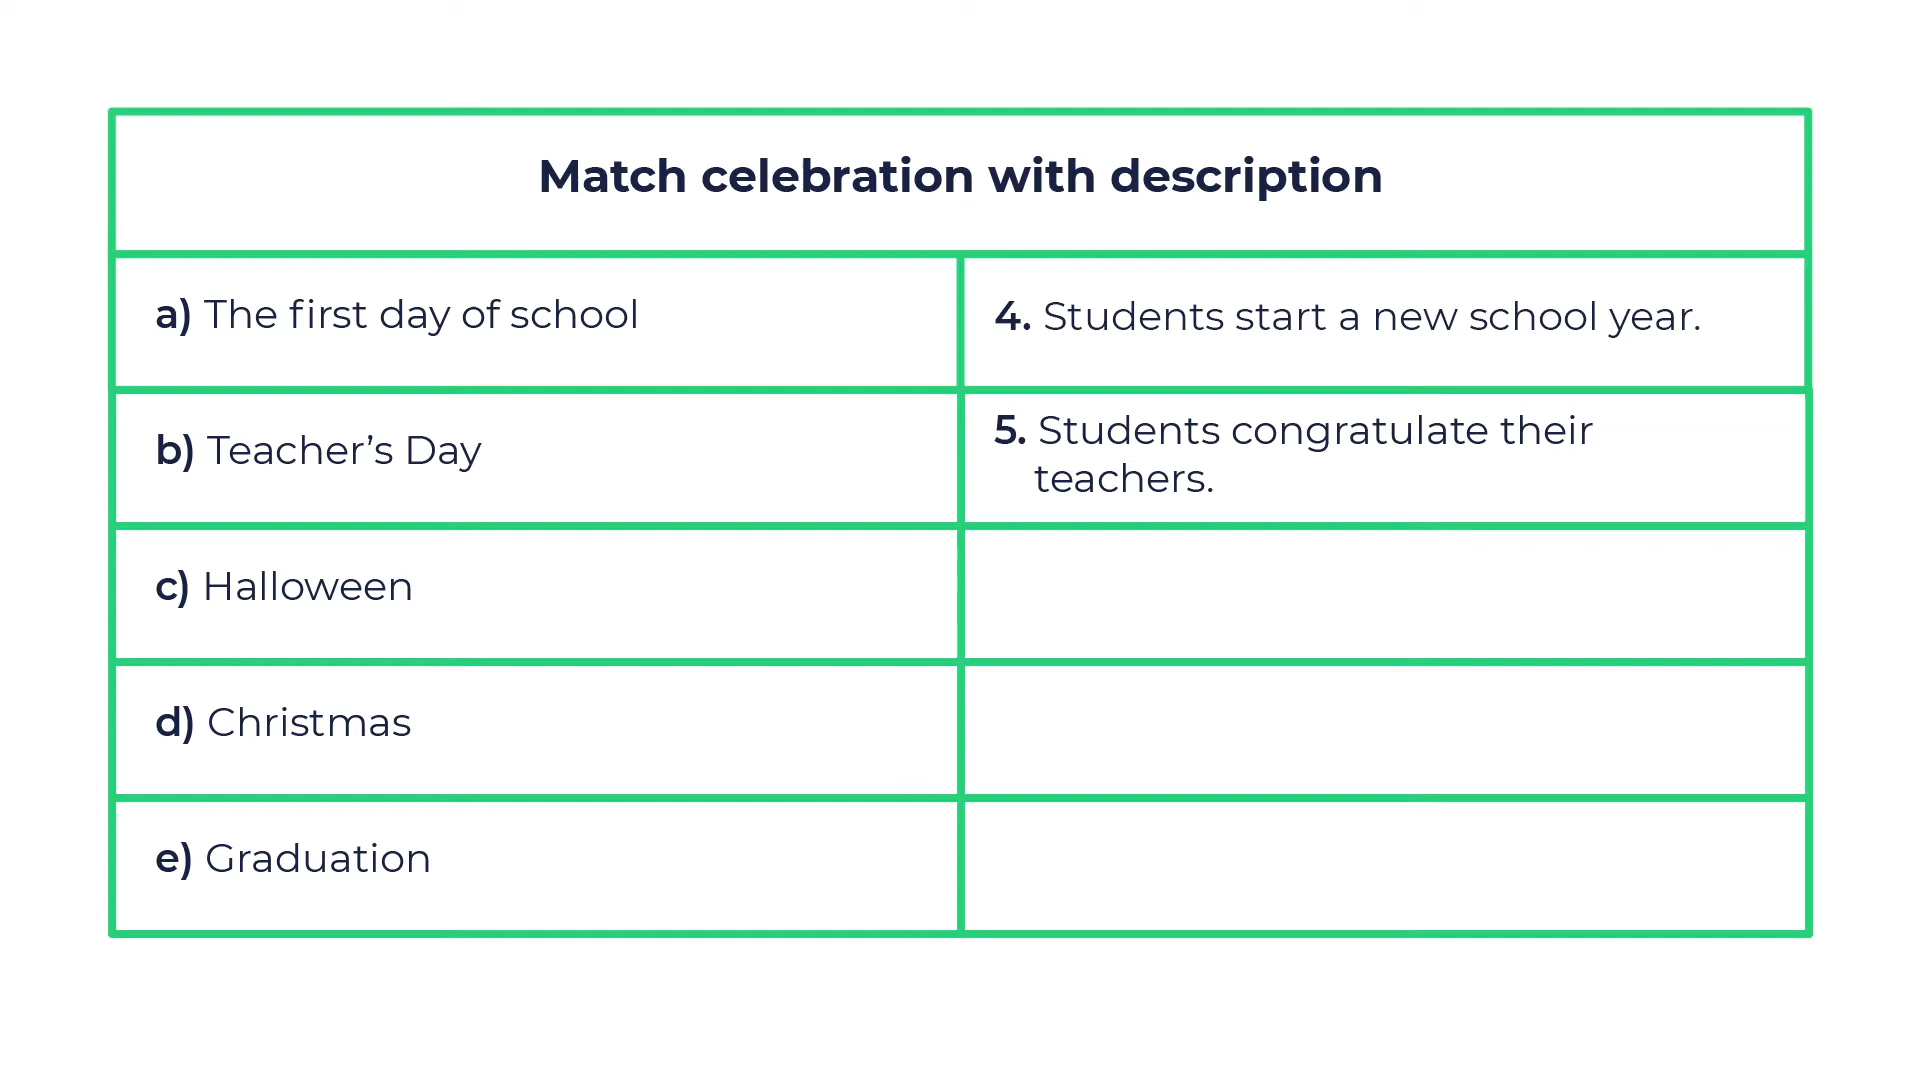 Match celebration with description
a) The first day of school
4. Students start a new school year.
b) Teacher’s Day
5. Students congratulate their
teachers.
c) Halloween
d) Christmas
e) Graduation